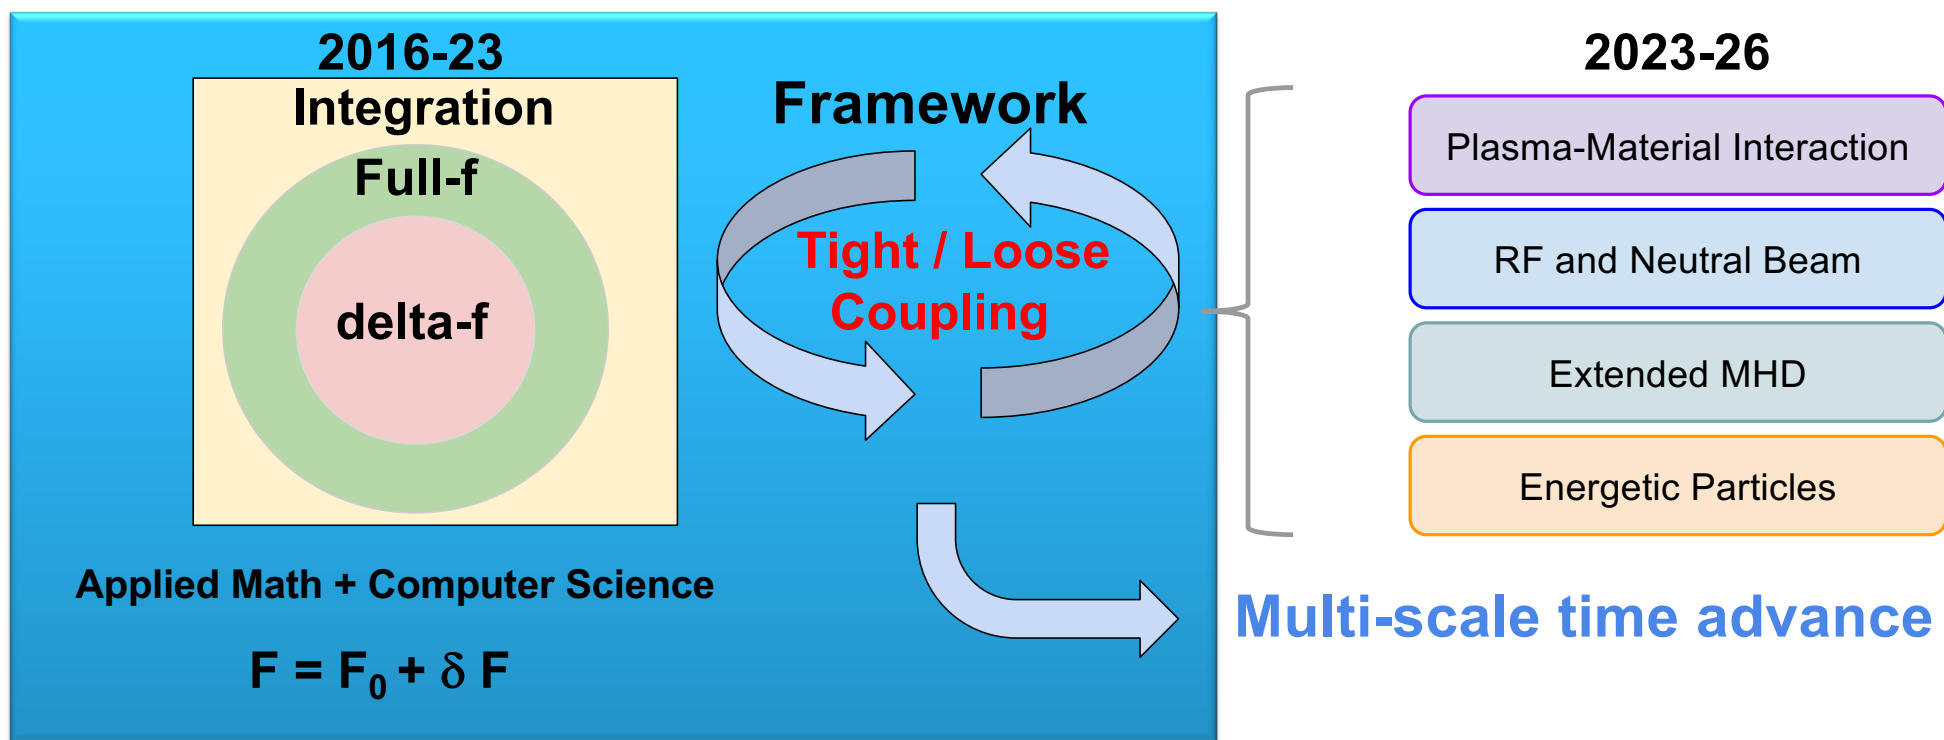 2016-23
Integration
Full-f
delta-f
Applied Math + Computer Science
F = F₀ + δ F
Framework
Tight / Loose
Coupling
2023-26
Plasma-Material Interaction
RF and Neutral Beam
Extended MHD
Energetic Particles
Multi-scale time advance